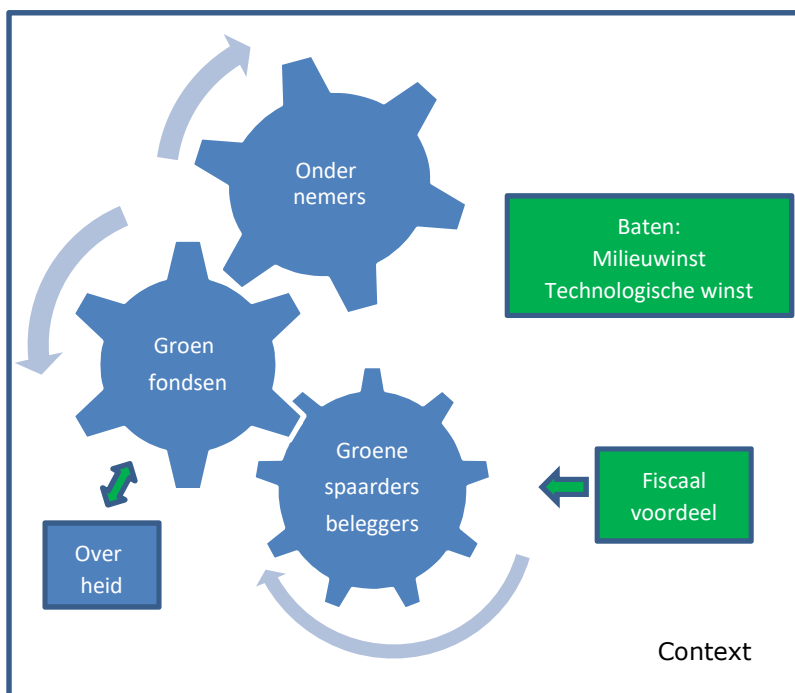 Onder
nemers
Baten:
Milieuwinst
Technologische winst
Groen
fondsen
Groene
spaarders
beleggers
Fiscaal
voordeel
Over
heid
Context